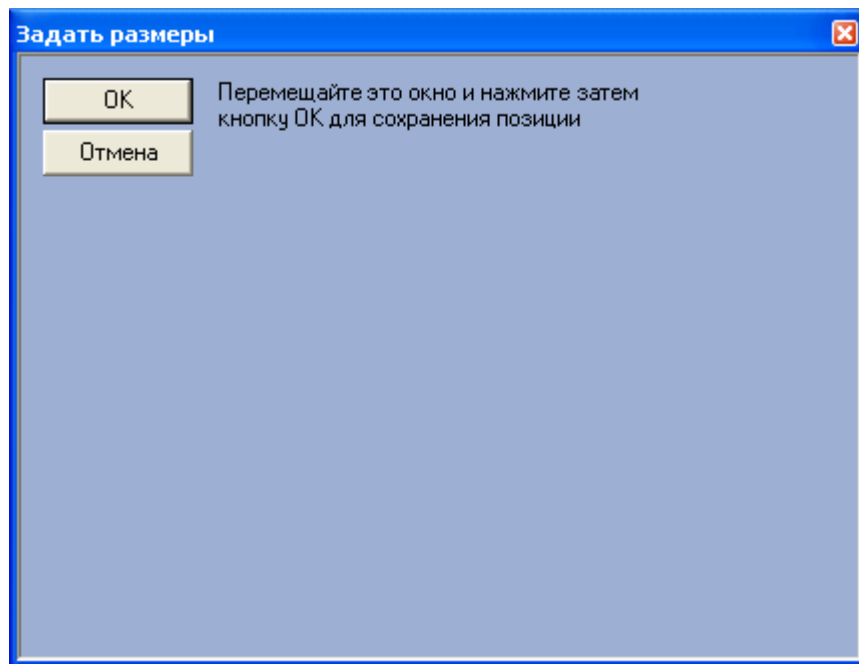 Задать размеры
OK
Перемещайте это окно и нажмите затем
кнопку OK для сохранения позиции
Отмена